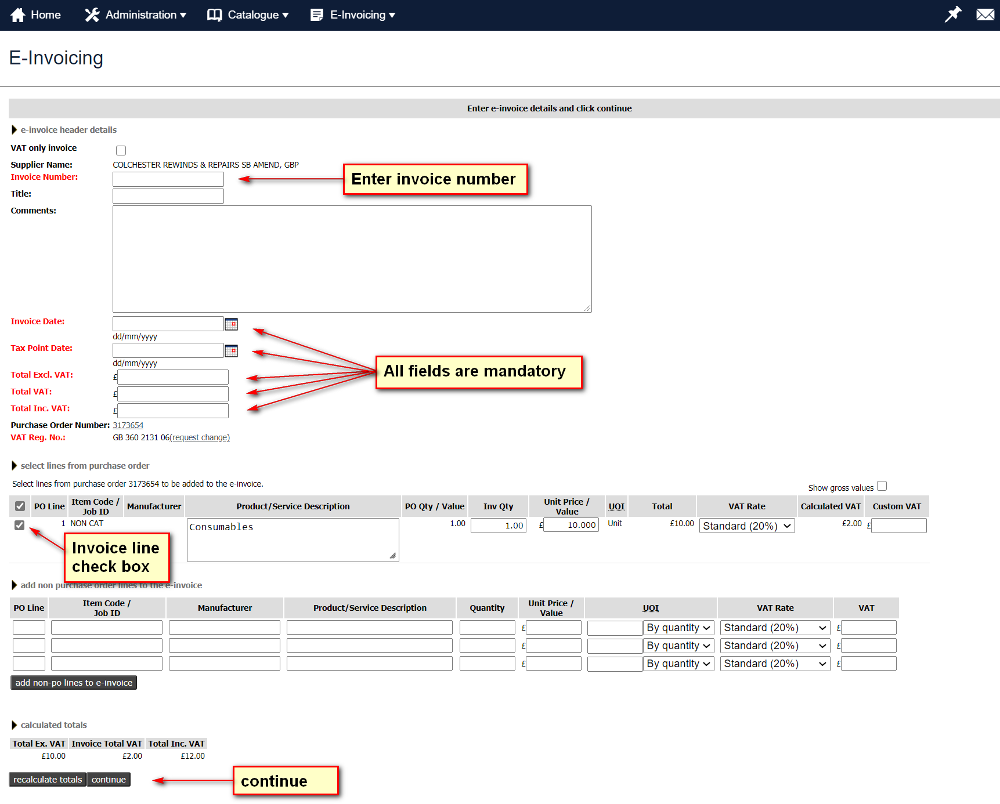 Home Administration Catalogue E-Invoicing
E-Invoicing
Enter e-invoice details and click continue
e-invoice header details
VAT only invoice
Supplier Name: COLCHESTER REWINDS & REPAIRS SB AMEND, GBP
Invoice Number:
Enter invoice number
Title:
Comments:
Invoice Date:
dd/mm/yyyy
Tax Point Date:
dd/mm/yyyy
All fields are mandatory
Total Excl. VAT: £
Total VAT: £
Total Inc. VAT: £
Purchase Order Number: 3173654
VAT Reg. No.: GB 360 2131 06(request change)
select lines from purchase order
Select lines from purchase order 3173654 to be added to the e-invoice.
Show gross values
PO Line Item Code / Job ID Manufacturer Product/Service Description PO Qty / Value Inv Qty Unit Price / Value UOI Total VAT Rate Calculated VAT Custom VAT
1 NON CAT Consumables 1.00 1.00 £ 10.000 Unit £10.00 Standard (20%) £2.00 £
Invoice line
check box
add non purchase order lines to the e-invoice
PO Line Item Code / Job ID Manufacturer Product/Service Description Quantity Unit Price / Value UOI VAT Rate VAT
£ By quantity Standard (20%) £
£ By quantity Standard (20%) £
£ By quantity Standard (20%) £
add non-po lines to e-invoice
calculated totals
Total Ex. VAT Invoice Total VAT Total Inc. VAT
£10.00 £2.00 £12.00
recalculate totals continue
continue